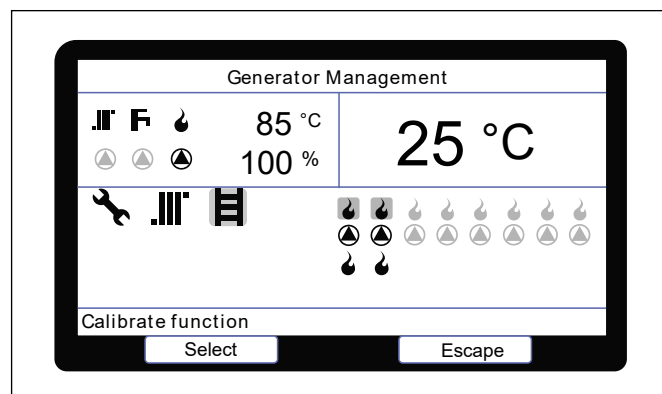 Generator Management
85 °C
100 %
25 °C
Calibrate function
Select
Escape